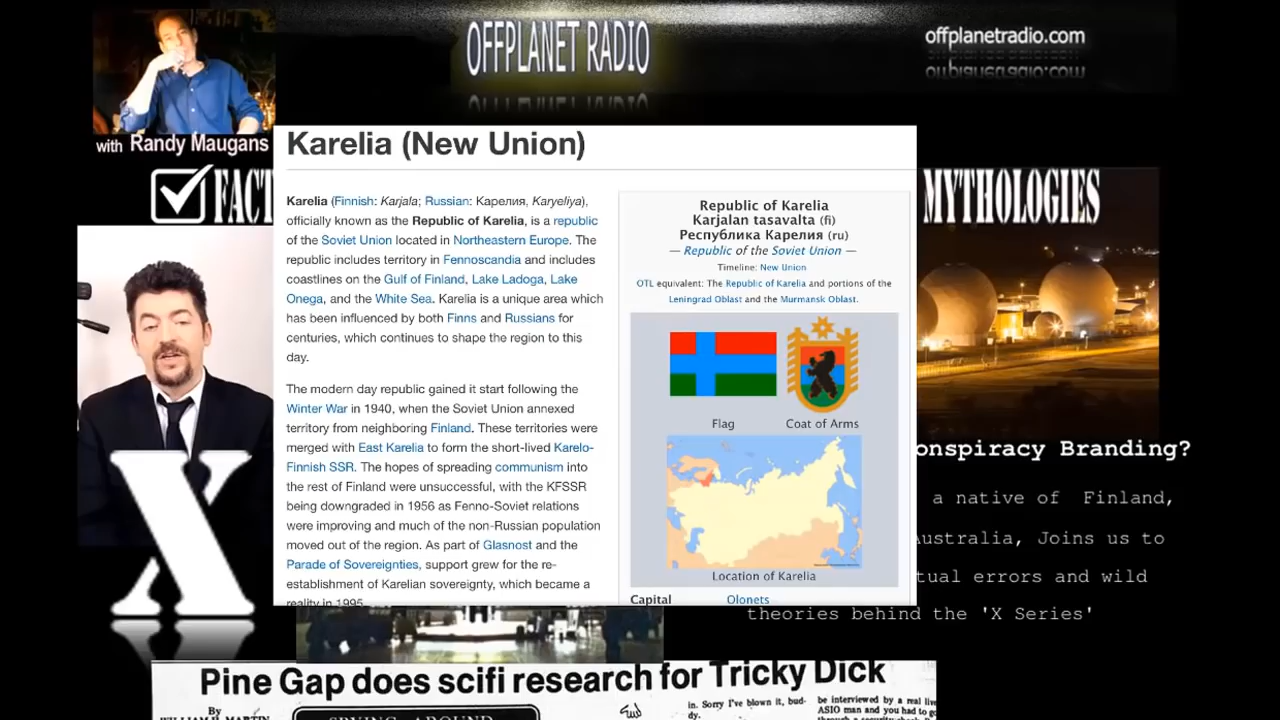 OFFPLANET RADIO
offplanetradio.com
with Randy Maugans
FACT
MYTHOLOGIES
Karelia (New Union)
Karelia (Finnish: Karjala; Russian: Карелия, Karyeliya),
officially known as the Republic of Karelia, is a republic
of the Soviet Union located in Northeastern Europe. The
republic includes territory in Fennoscandia and includes
coastlines on the Gulf of Finland, Lake Ladoga, Lake
Onega, and the White Sea. Karelia is a unique area which
has been influenced by both Finns and Russians for
centuries, which continues to shape the region to this
day.
The modern day republic gained it start following the
Winter War in 1940, when the Soviet Union annexed
territory from neighboring Finland. These territories were
merged with East Karelia to form the short-lived Karelo-
Finnish SSR. The hopes of spreading communism into
the rest of Finland were unsuccessful, with the KFSSR
being downgraded in 1956 as Fenno-Soviet relations
were improving and much of the non-Russian population
moved out of the region. As part of Glasnost and the
Parade of Sovereignties, support grew for the re-
establishment of Karelian sovereignty, which became a
reality in 1995.
Republic of Karelia
Karjalan tasavalta (fi)
Республика Карелия (ru)
— Republic of the Soviet Union —
Timeline: New Union
OTL equivalent: The Republic of Karelia and portions of the
Leningrad Oblast and the Murmansk Oblast.
Flag
Coat of Arms
Location of Karelia
Capital
Olonets
onspiracy Branding?
a native of Finland,
Australia, Joins us to
tual errors and wild
theories behind the 'X Series'
X
Pine Gap does scifi research for Tricky Dick
By
in. Sorry I've blown it, bud-
dy.
be interviewed by a real live
ASIO man and you had to go